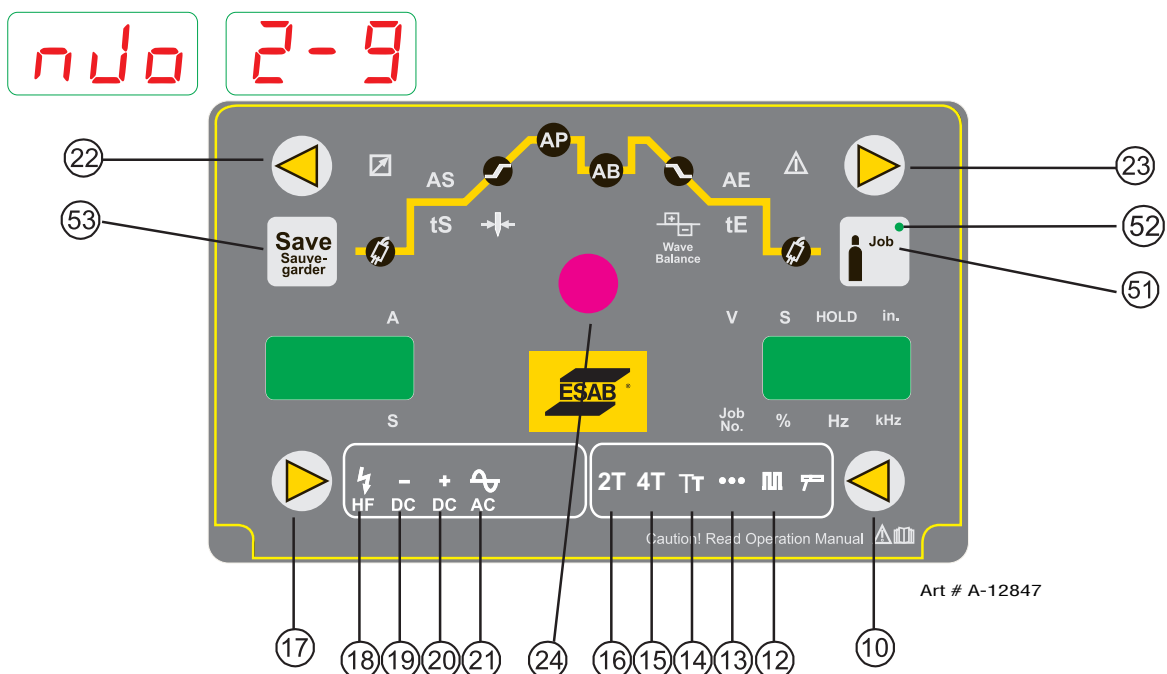 nJo 2-9
22
23
AP
AB
AS
AE
tS
tE
53
Save
Sauve-
garder
Wave
Balance
Job
52
51
A
V S HOLD in.
ESAB ®
S
Job
No.
% Hz kHz
HF
DC
DC
AC
2T 4T TT
Caution! Read Operation Manual
Art # A-12847
17 18 19 20 21 24 16 15 14 13 12 10